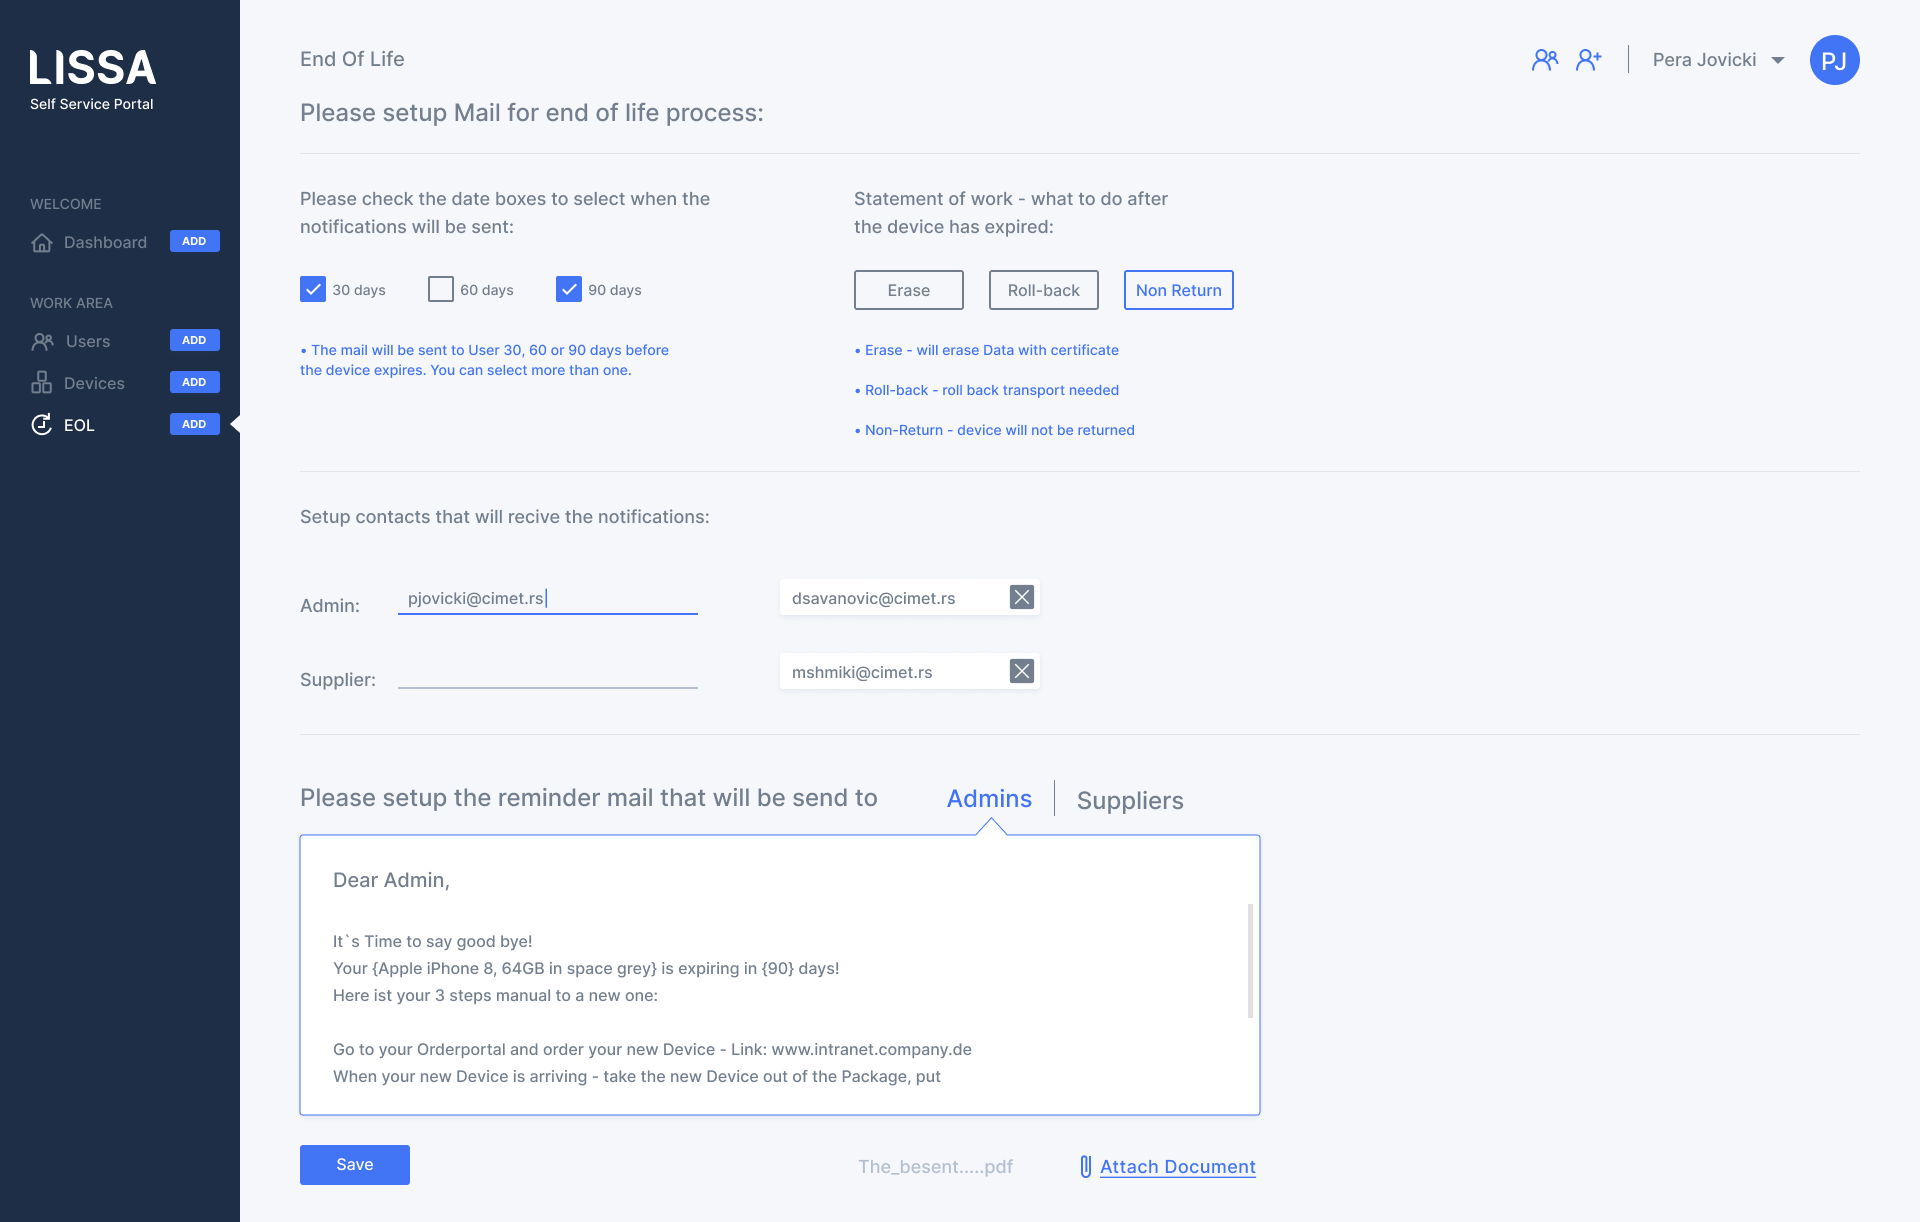 LISSA
Self Service Portal
WELCOME
Dashboard ADD
WORK AREA
Users ADD
Devices ADD
EOL ADD
End Of Life
Pera Jovicki
PJ
Please setup Mail for end of life process:
Please check the date boxes to select when the
notifications will be sent:
30 days 60 days 90 days
• The mail will be sent to User 30, 60 or 90 days before
the device expires. You can select more than one.
Statement of work - what to do after
the device has expired:
Erase Roll-back Non Return
• Erase - will erase Data with certificate
• Roll-back - roll back transport needed
• Non-Return - device will not be returned
Setup contacts that will recive the notifications:
Admin: pjovicki@cimet.rs dsavanovic@cimet.rs
Supplier: mshmiki@cimet.rs
Please setup the reminder mail that will be send to Admins Suppliers
Dear Admin,
It`s Time to say good bye!
Your {Apple iPhone 8, 64GB in space grey} is expiring in {90} days!
Here ist your 3 steps manual to a new one:
Go to your Orderportal and order your new Device - Link: www.intranet.company.de
When your new Device is arriving - take the new Device out of the Package, put
Save The_besent.....pdf Attach Document